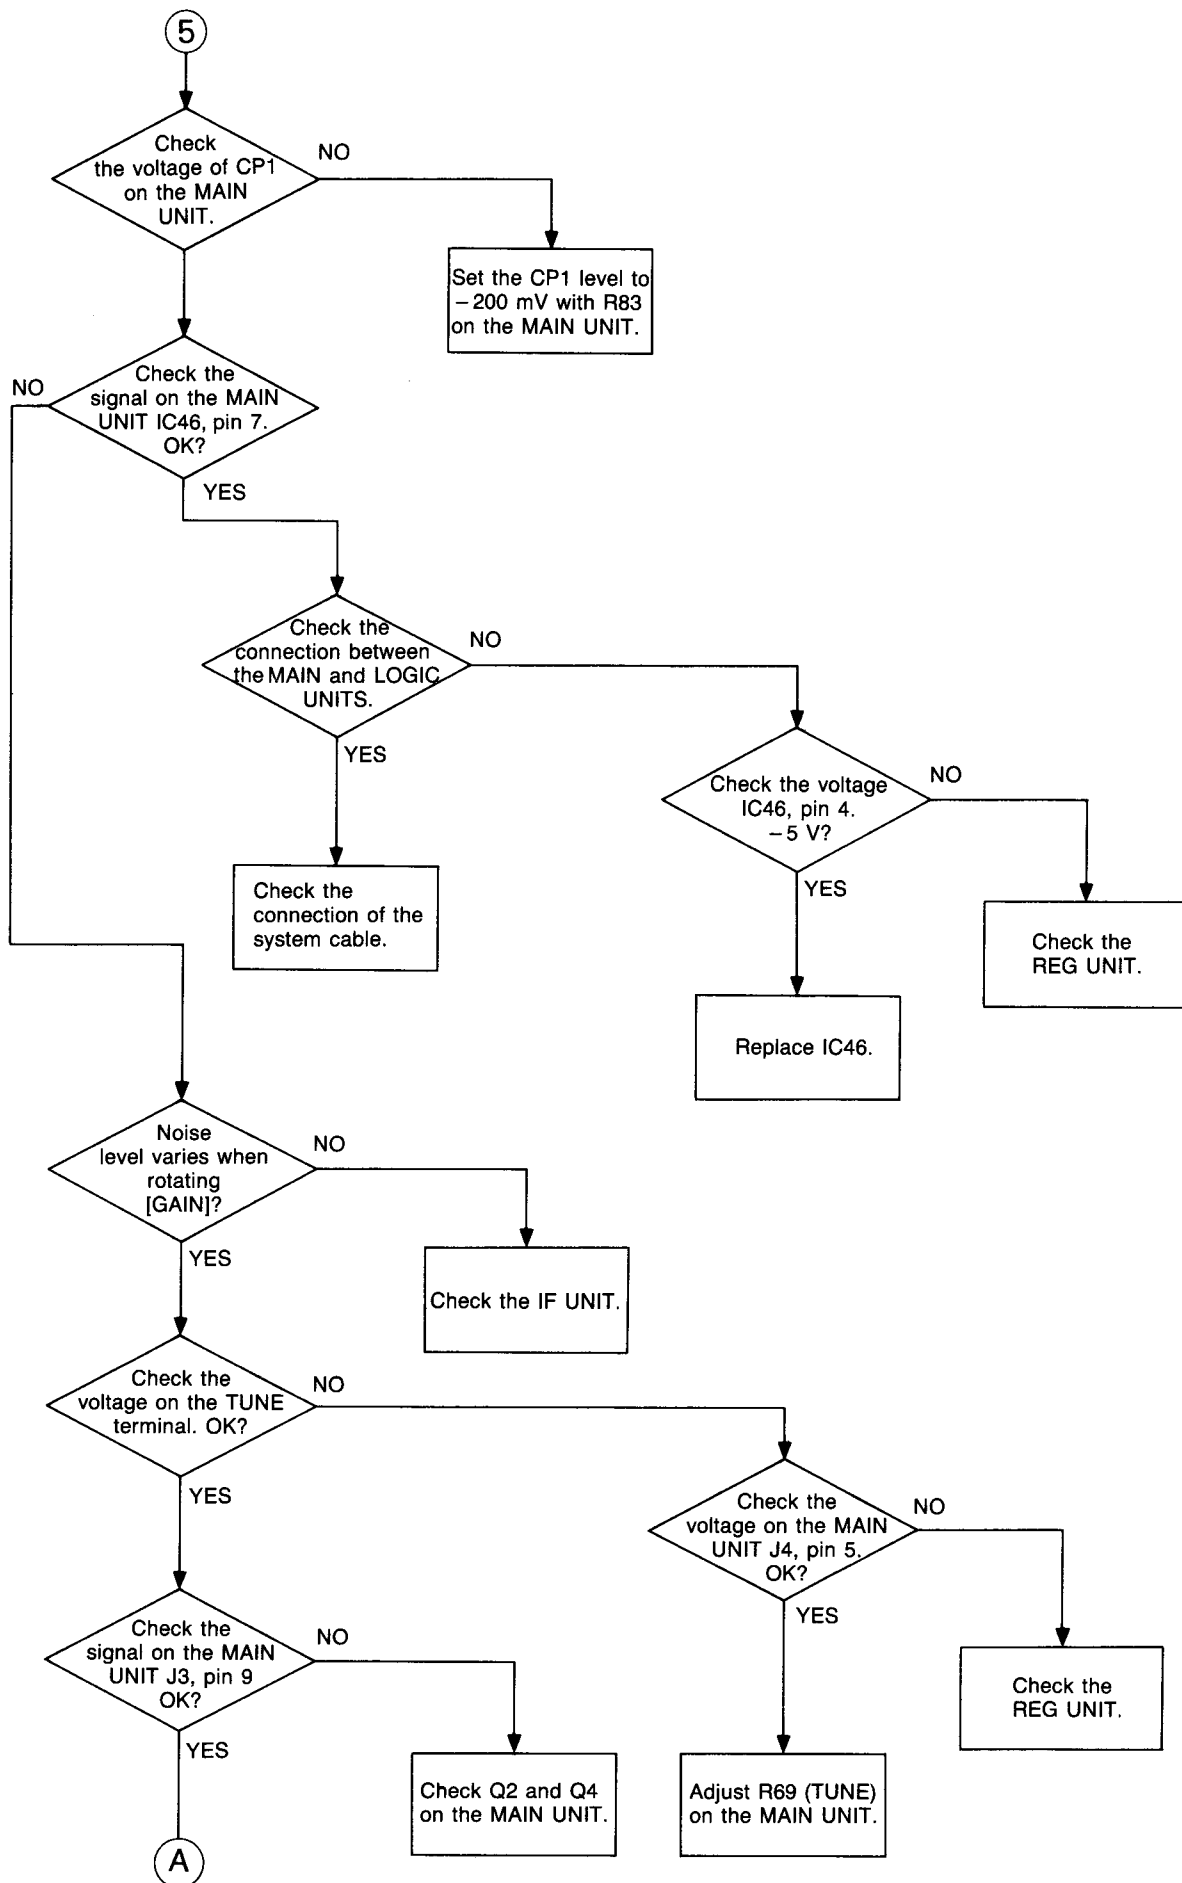 5
Check
the voltage of CP1
on the MAIN
UNIT.
NO
Set the CP1 level to
−200 mV with R83
on the MAIN UNIT.
NO
Check the
signal on the MAIN
UNIT IC46, pin 7.
OK?
YES
Check the
connection between
the MAIN and LOGIC
UNITS.
NO
YES
Check the voltage
IC46, pin 4.
−5 V?
NO
YES
Check the
connection of the
system cable.
Check the
REG UNIT.
Replace IC46.
Noise
level varies when
rotating
[GAIN]?
NO
YES
Check the IF UNIT.
Check the
voltage on the TUNE
terminal. OK?
NO
YES
Check the
voltage on the MAIN
UNIT J4, pin 5.
OK?
NO
YES
Check the
signal on the MAIN
UNIT J3, pin 9
OK?
NO
YES
Check the
REG UNIT.
Check Q2 and Q4
on the MAIN UNIT.
Adjust R69 (TUNE)
on the MAIN UNIT.
A